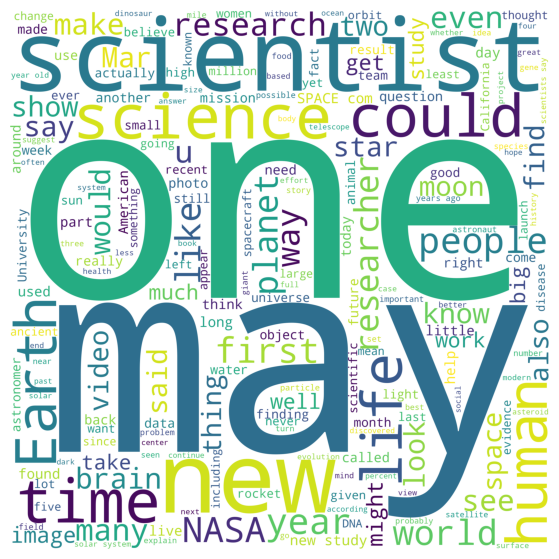 change
dinosaur
mile
ocean
without
idea
make
research
two
even
scientist
made
women
orbit
thought
whether
four
use
believe
Mar
result
great
year old
known
actually
high
million
get
study
fact
team
gene
ever
food
yet
based
day
least
scientists say
show
another
mission
SPACE com
question
California
project
say
size
answer
possible
science
could
around
small
body
telescope
species
find
week
going
suggest
often
u
star
hope
one
recent
need
effort
moon
good
University
would
like
photo
story
animal
years ago
sun
system
American
still
planet
way
researcher
people
astronaut
launch
history
part
something
spacecraft
today
come
three
book
left
right
disease
really
less
health
appear
giant
large
full
case
important
better
used
much
think
universe
future
know
big
also
may
ancient
long
object
set
mean
little
number
Earth
video
said
first
scientific
work
modern
end
near
past
solar
water
month
help
astronomer
particle
light
best
social
asteroid
back
data
finding
well
life
look
last
evidence
want
thing
never
discovered
human
since
problem
center
turn
called
space
take
new
evolution
found
dark
seen
continue
including
mind
percent
time
brain
might
see
lot
rocket
given
view
five
next
according
satellite
image
many
live
NASA
year
DNA
probably
world
field
solar system
explain
go
new study
surface